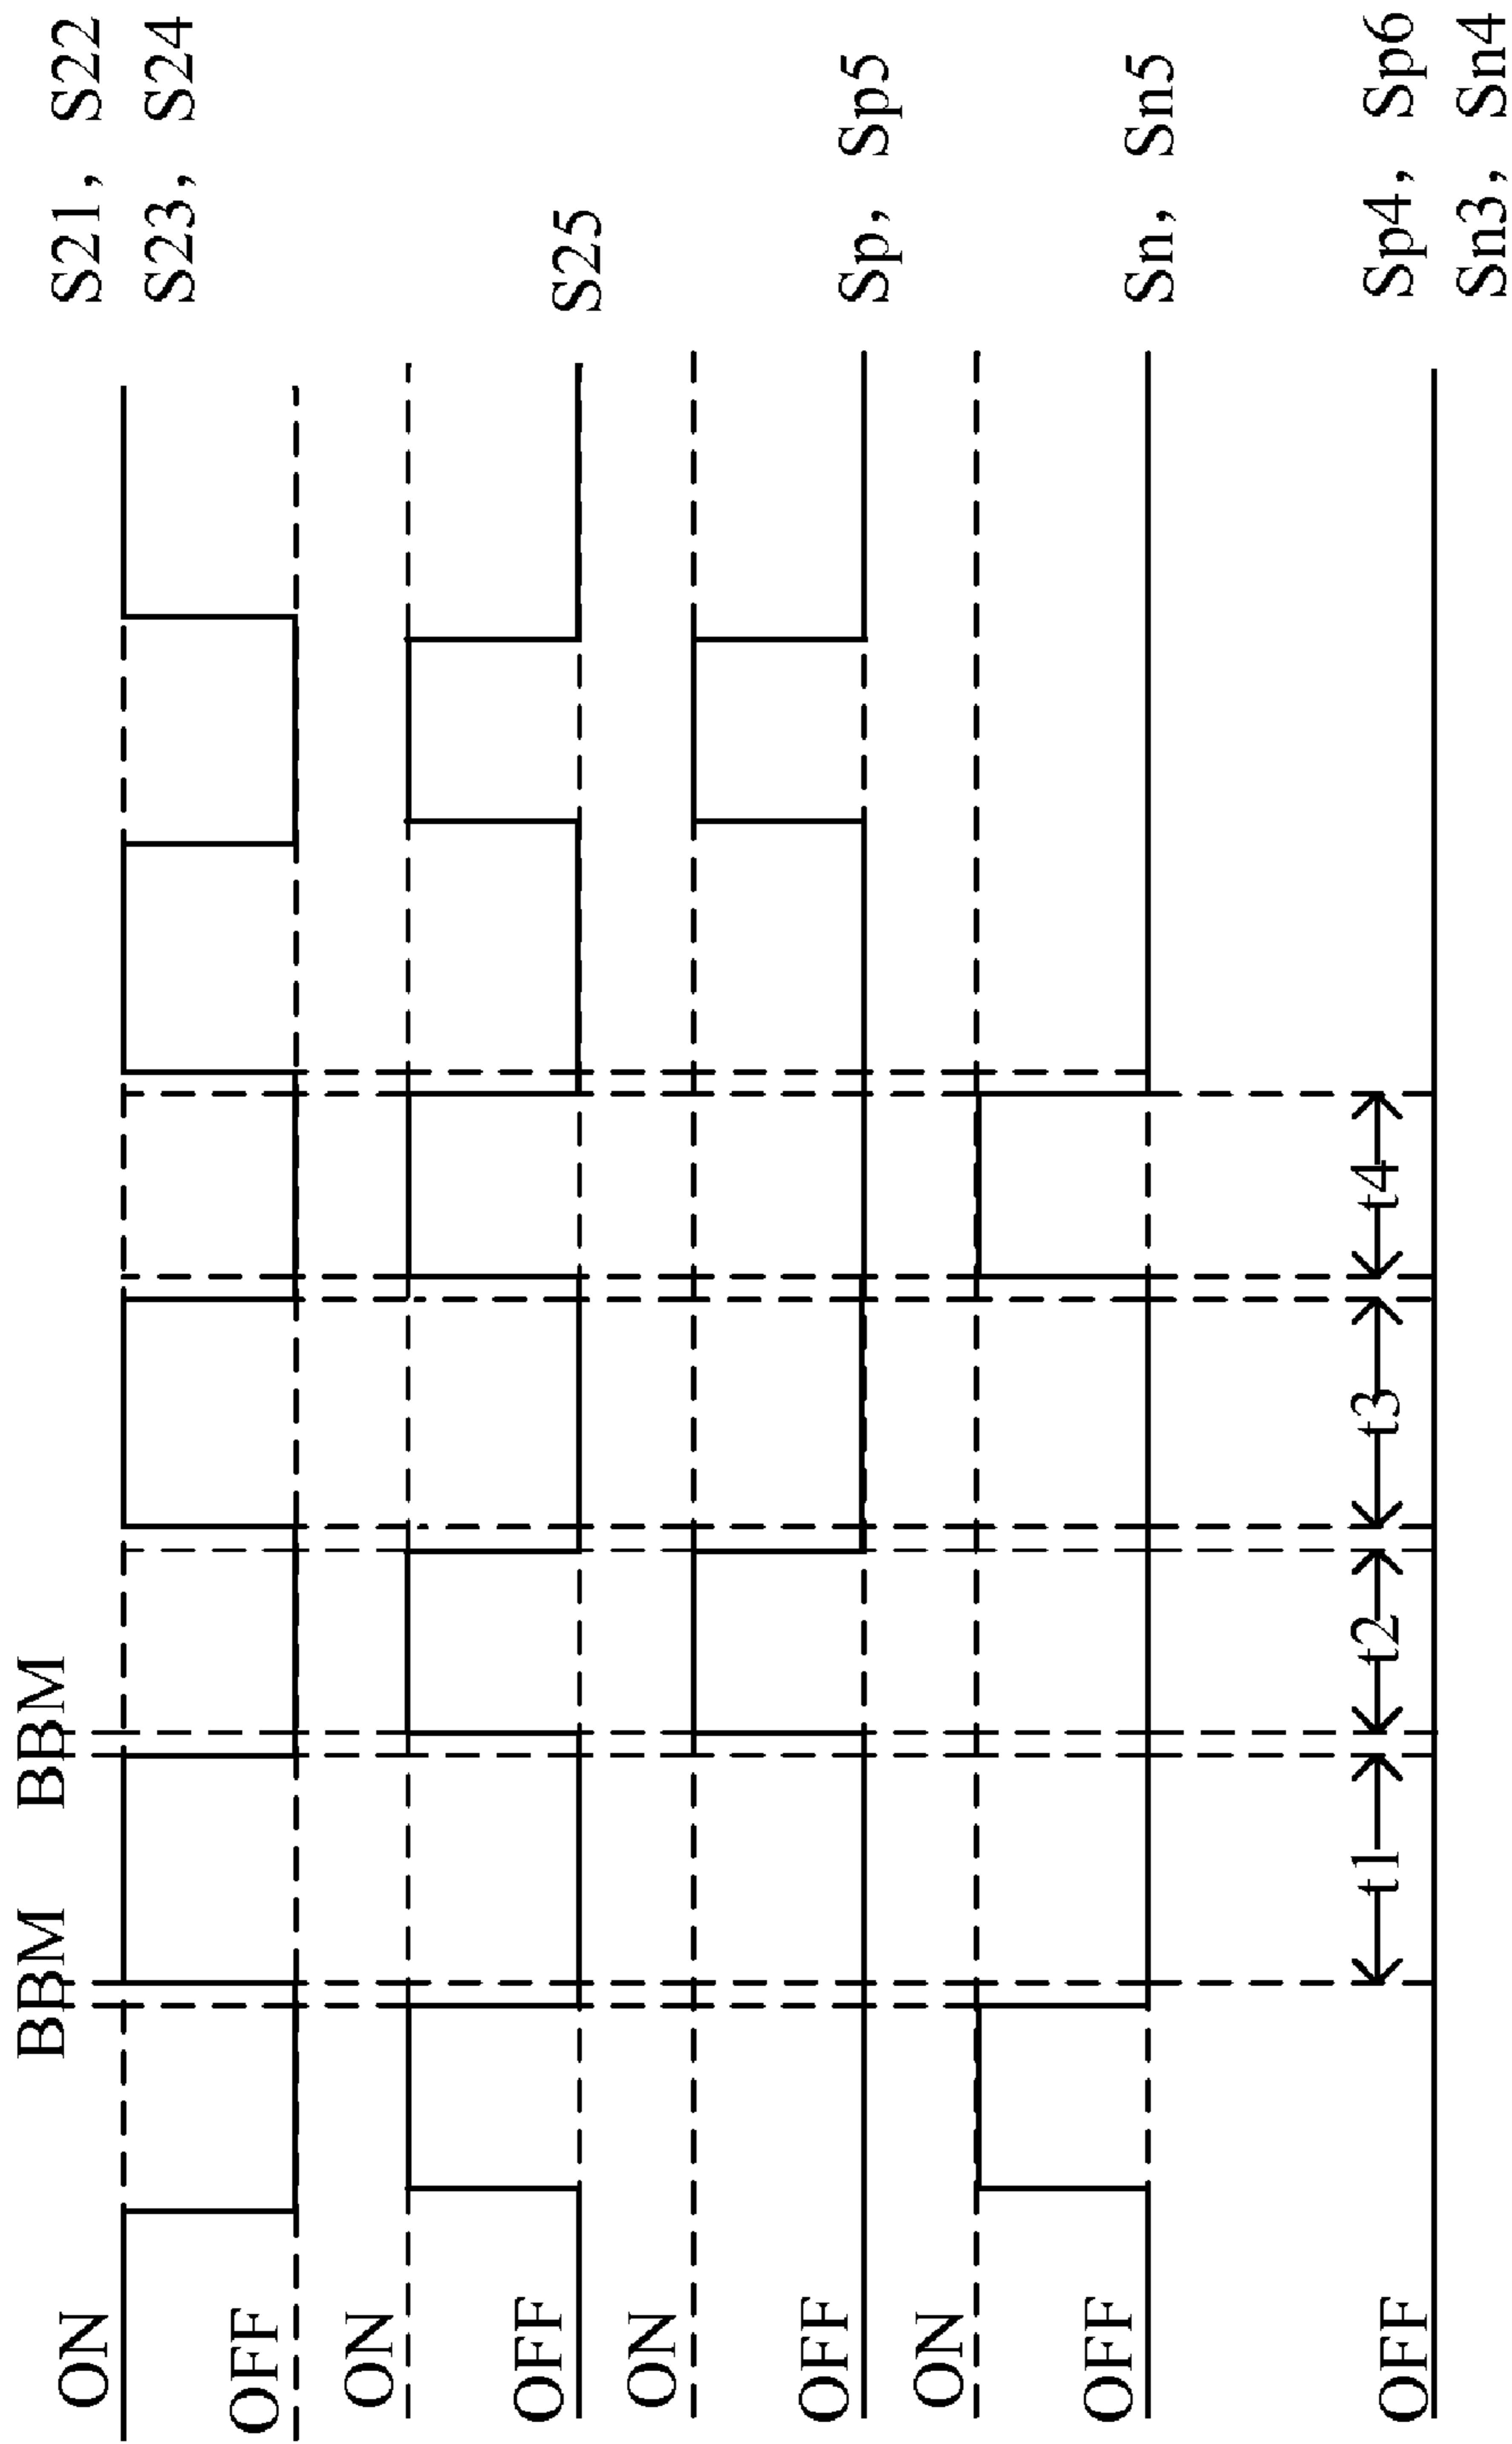 BBM BBM
ON
S21, S22
OFF
S23, S24
ON
OFF
S25
ON
OFF
Sp, Sp5
ON
OFF
Sn, Sn5
t1
t2
t3
t4
Sp4, Sp6
OFF
Sn3, Sn4